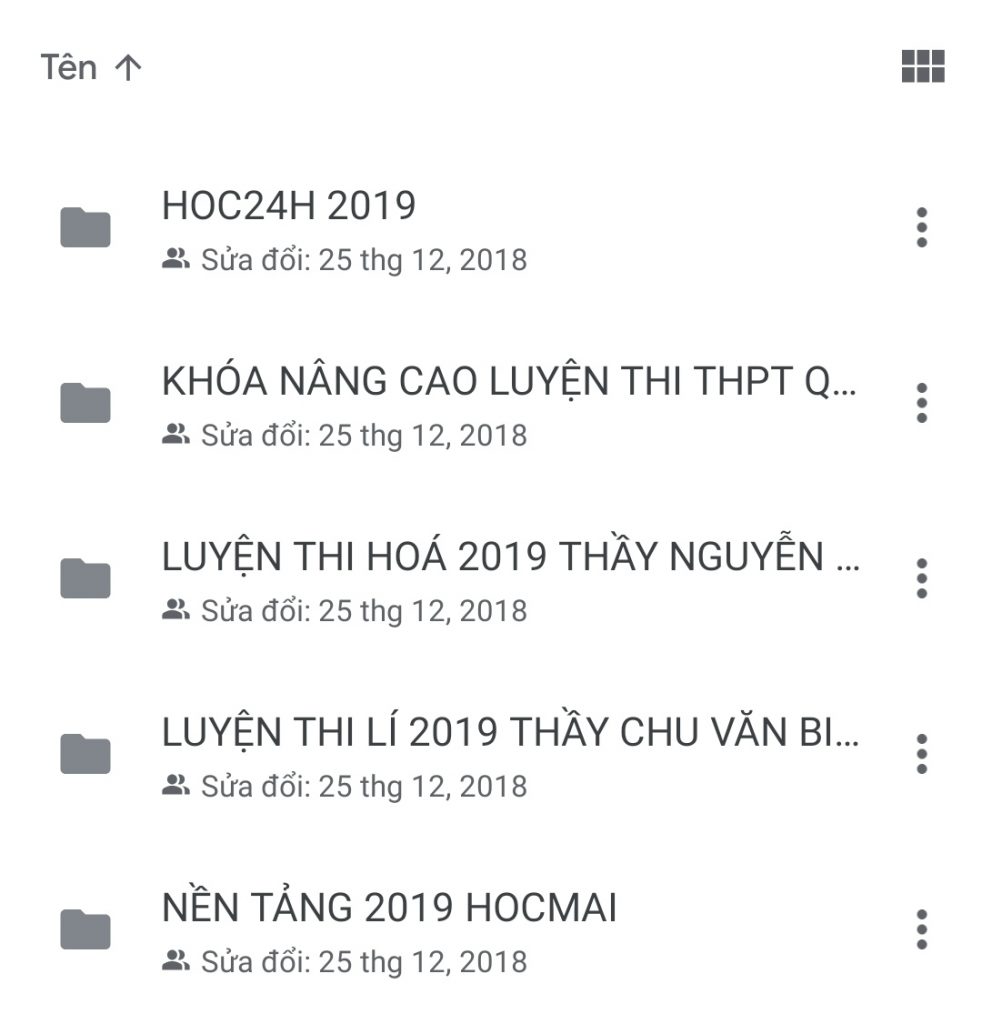 Tên
HOC24H 2019
Sửa đổi: 25 thg 12, 2018
KHÓA NÂNG CAO LUYỆN THI THPT Q...
Sửa đổi: 25 thg 12, 2018
LUYỆN THI HOÁ 2019 THẦY NGUYỄN ...
Sửa đổi: 25 thg 12, 2018
LUYỆN THI LÍ 2019 THẦY CHU VĂN BI...
Sửa đổi: 25 thg 12, 2018
NỀN TẢNG 2019 HOCMAI
Sửa đổi: 25 thg 12, 2018